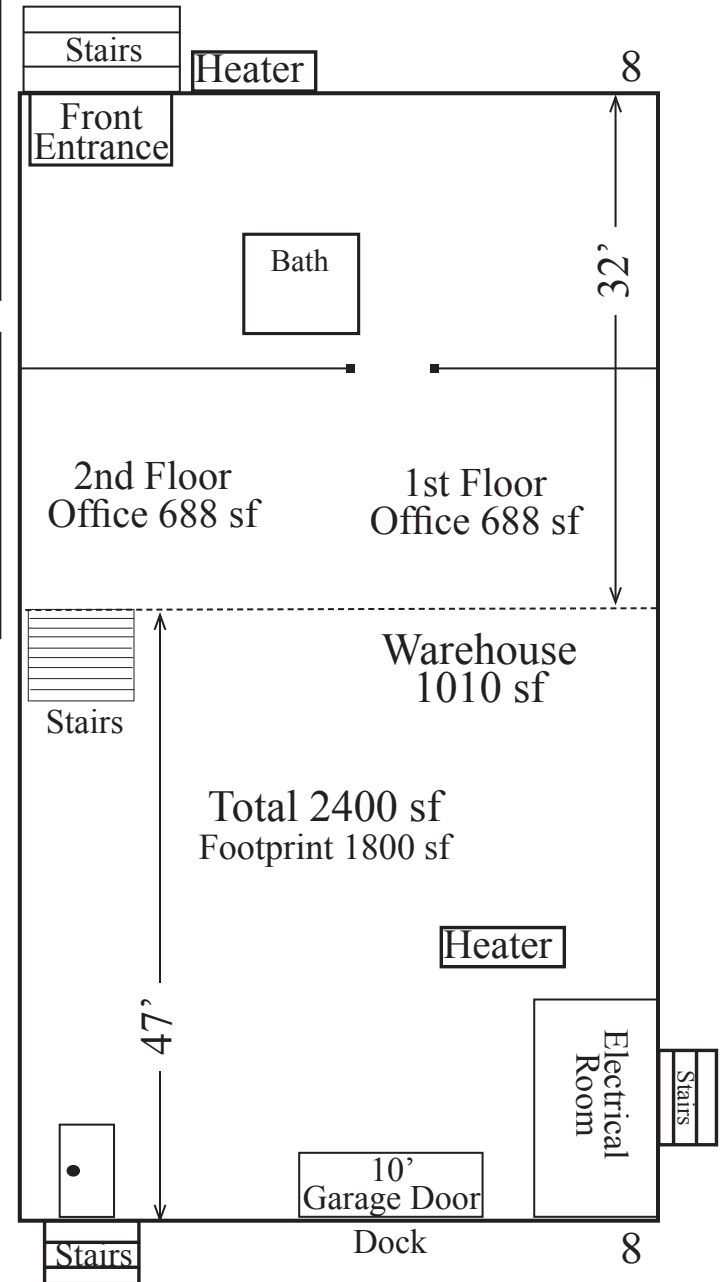 Stairs
Heater
8
Front
Entrance
Bath
32’
2nd Floor
Office 688 sf
1st Floor
Office 688 sf
Warehouse
1010 sf
Stairs
Total 2400 sf
Footprint 1800 sf
Heater
47’
Electrical
Room
Stairs
10’
Garage Door
Stairs
Dock
8